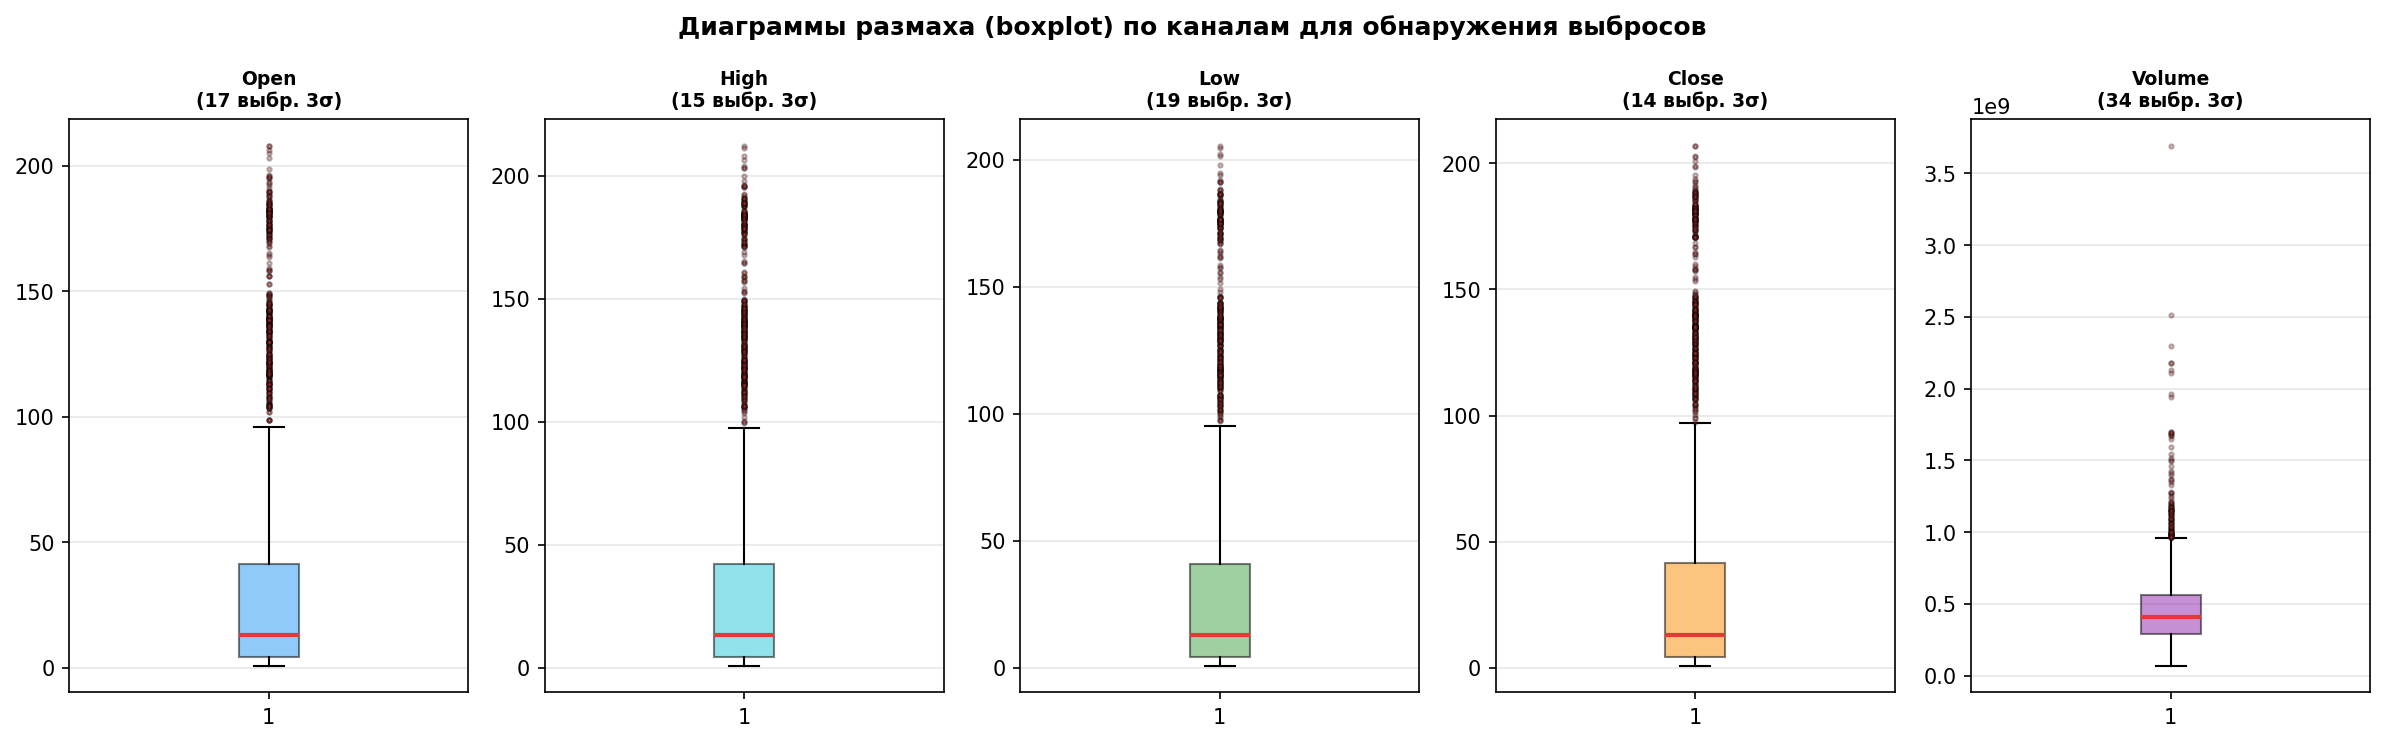 Диаграммы размаха (boxplot) по каналам для обнаружения выбросов
Open
(17 выбр. 3σ)
200
150
100
50
0
1
High
(15 выбр. 3σ)
200
150
100
50
0
1
Low
(19 выбр. 3σ)
200
150
100
50
0
1
Close
(14 выбр. 3σ)
200
150
100
50
0
1
Volume
(34 выбр. 3σ)
1e9
3.5
3.0
2.5
2.0
1.5
1.0
0.5
0.0
1